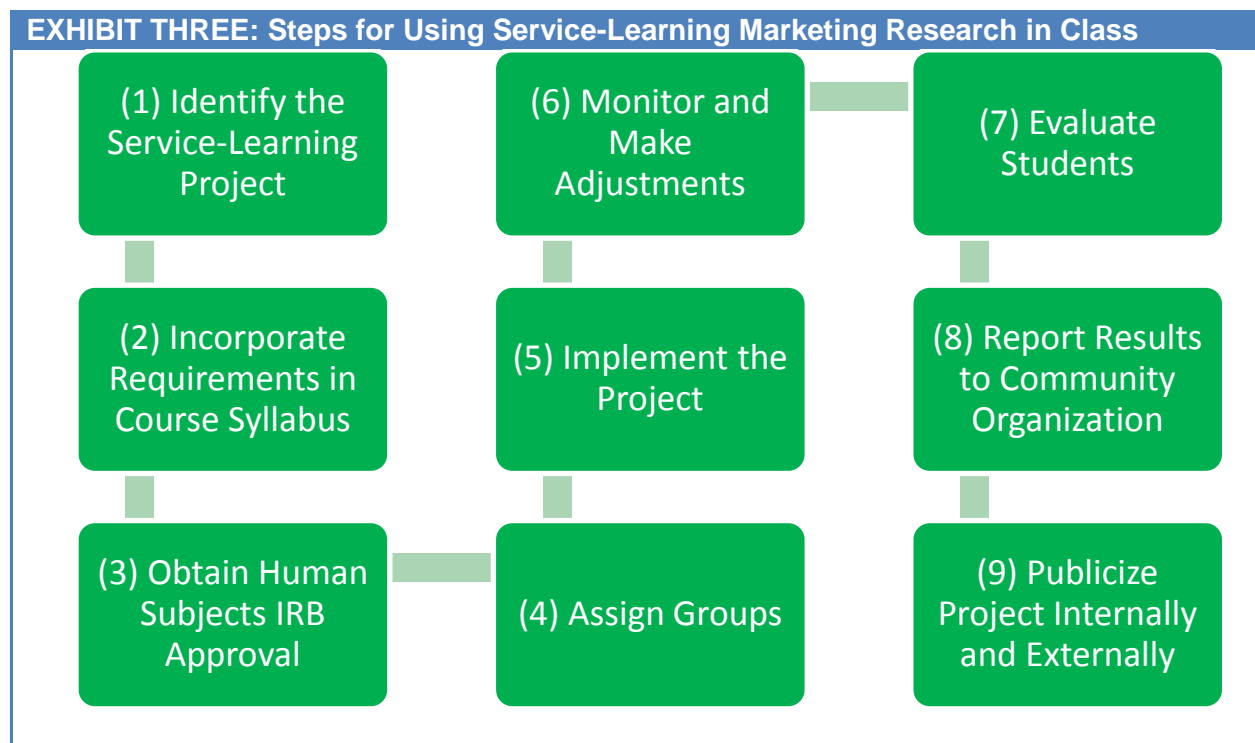 EXHIBIT THREE: Steps for Using Service-Learning Marketing Research in Class
(1) Identify the
Service-Learning
Project
(2) Incorporate
Requirements in
Course Syllabus
(3) Obtain Human
Subjects IRB
Approval
(4) Assign Groups
(5) Implement the
Project
(6) Monitor and
Make
Adjustments
(7) Evaluate
Students
(8) Report Results
to Community
Organization
(9) Publicize
Project Internally
and Externally